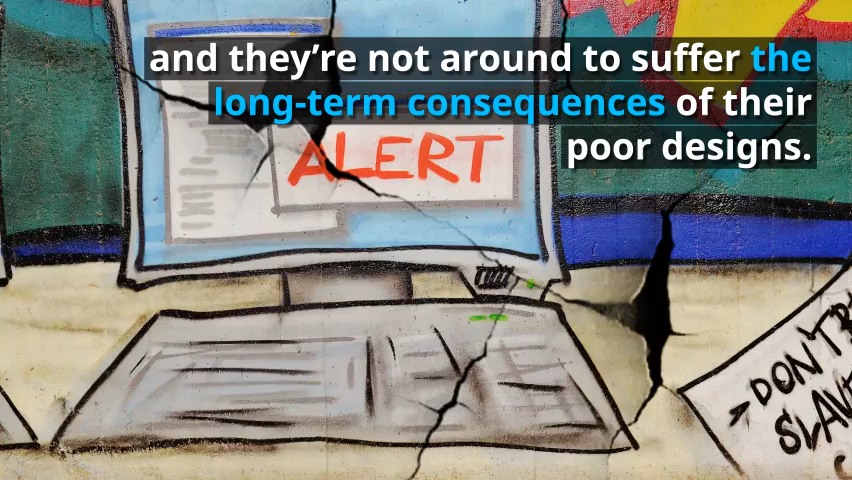 and they’re not around to suffer the
long-term consequences of their
poor designs.
ALERT
DON'T